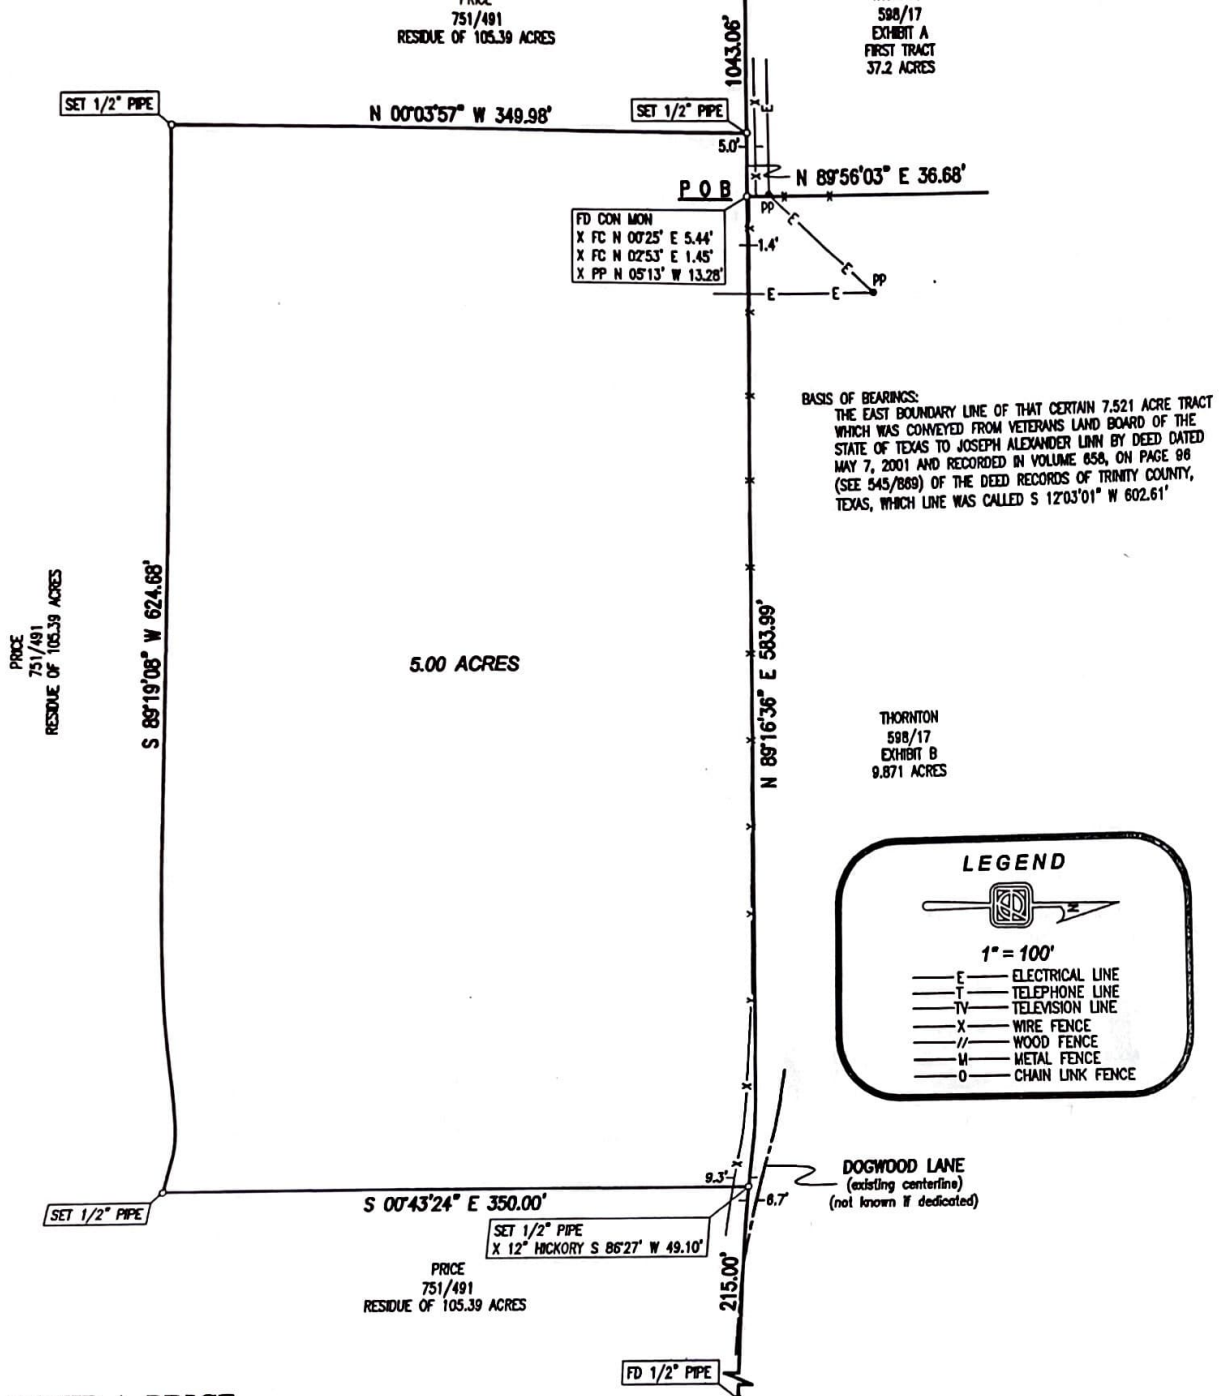 751/491
RESIDUE OF 105.39 ACRES
1043.06'
598/17
EXHIBIT A
FIRST TRACT
37.2 ACRES
SET 1/2" PIPE
N 00°03'57" W 349.98'
SET 1/2" PIPE
5.0'
X
E
X
N 89°56'03" E 36.68'
P O B
PP
FD CON MON
X FC N 00°25' E 5.44'
X FC N 02°53' E 1.45'
X PP N 05°13' W 13.28'
E
1.4'
E
PP
E
E
BASIS OF BEARINGS:
THE EAST BOUNDARY LINE OF THAT CERTAIN 7.521 ACRE TRACT
WHICH WAS CONVEYED FROM VETERANS LAND BOARD OF THE
STATE OF TEXAS TO JOSEPH ALEXANDER LINN BY DEED DATED
MAY 7, 2001 AND RECORDED IN VOLUME 658, ON PAGE 96
(SEE 545/869) OF THE DEED RECORDS OF TRINITY COUNTY,
TEXAS, WHICH LINE WAS CALLED S 12°03'01" W 602.61'
PRICE
751/491
RESIDUE OF 105.39 ACRES
S 89°19'08" W 624.68'
5.00 ACRES
N 89°16'36" E 583.99'
THORNTON
598/17
EXHIBIT B
9.871 ACRES
LEGEND
N
1" = 100'
E ELECTRICAL LINE
T TELEPHONE LINE
TV TELEVISION LINE
X WIRE FENCE
// WOOD FENCE
M METAL FENCE
O CHAIN LINK FENCE
X
X
9.3'
6.7'
DOGWOOD LANE
(existing centerline)
(not known if dedicated)
SET 1/2" PIPE
S 00°43'24" E 350.00'
SET 1/2" PIPE
X 12" HICKORY S 86°27' W 49.10'
PRICE
751/491
RESIDUE OF 105.39 ACRES
215.00'
FD 1/2" PIPE